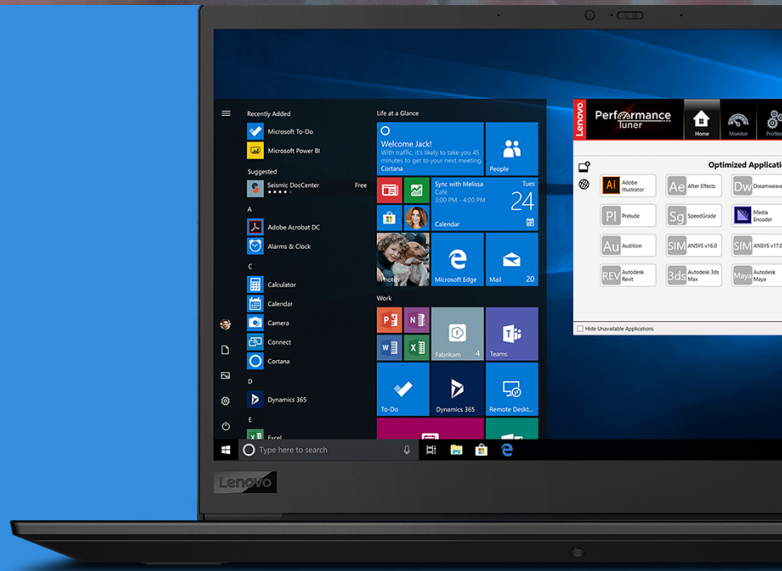 Recently Added
Microsoft To-Do
Microsoft Power BI
Suggested
Seismic DocCenter
Free
A
Adobe Acrobat DC
Alarms & Clock
C
Calculator
Calendar
Camera
Connect
Cortana
D
Dynamics 365
E
Excel
Type here to search
Life at a Glance
Welcome Jack!
With traffic, it's likely to take you 45
minutes to get to your next meeting.
Cortana
People
Sync with Melissa
Café
3:00 PM - 4:00 PM
Calendar
Tues
24
Photos
Microsoft Edge
Mail 20
Work
Fabrikam 4
Teams
To-Do
Dynamics 365
Remote Deskt...
Lenovo
Performance
Tuner
Home
Monitor
Profiles
Optimized Applicati
Ai Adobe
Illustrator
Ae After Effects
Dw Dreamweave
Pl Prelude
Sg SpeedGrade
Media
Encoder
Au Audition
SIM ANSYS v16.0
SIM ANSYS v17.0
REV Autodesk
Revit
3ds Autodesk 3ds
Max
Maya Autodesk
Maya
Hide Unavailable Applications
Lenovo